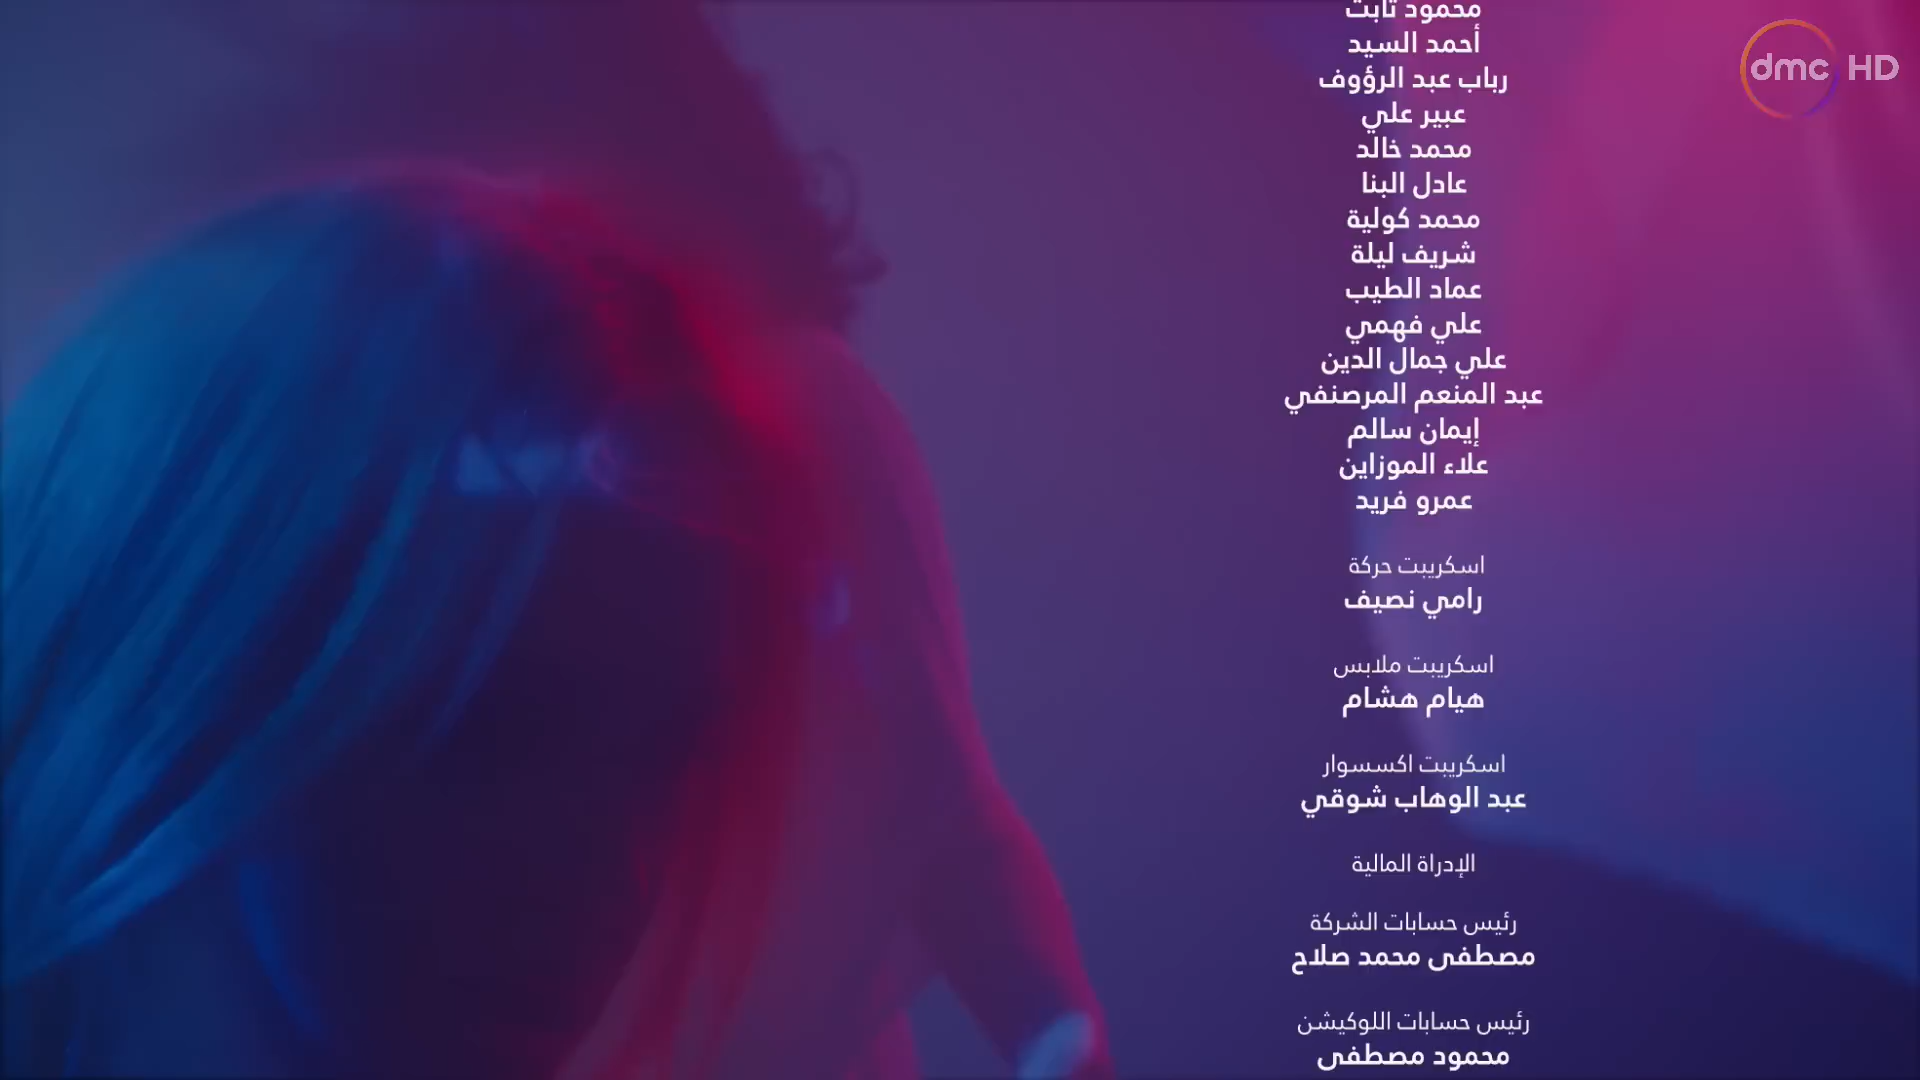 محمود ثابت
أحمد السيد
رباب عبد الرؤوف
عبير علي
محمد خالد
عادل البنا
محمد كولية
شريف ليلة
عماد الطيب
علي فهمي
علي جمال الدين
عبد المنعم المرصنفي
إيمان سالم
علاء الموزاين
عمرو فريد
اسكريبت حركة
رامي نصيف
اسكريبت ملابس
هيام هشام
اسكريبت اكسسوار
عبد الوهاب شوقي
الإدراة المالية
رئيس حسابات الشركة
مصطفى محمد صلاح
رئيس حسابات اللوكيشن
محمود مصطفى
dmc HD